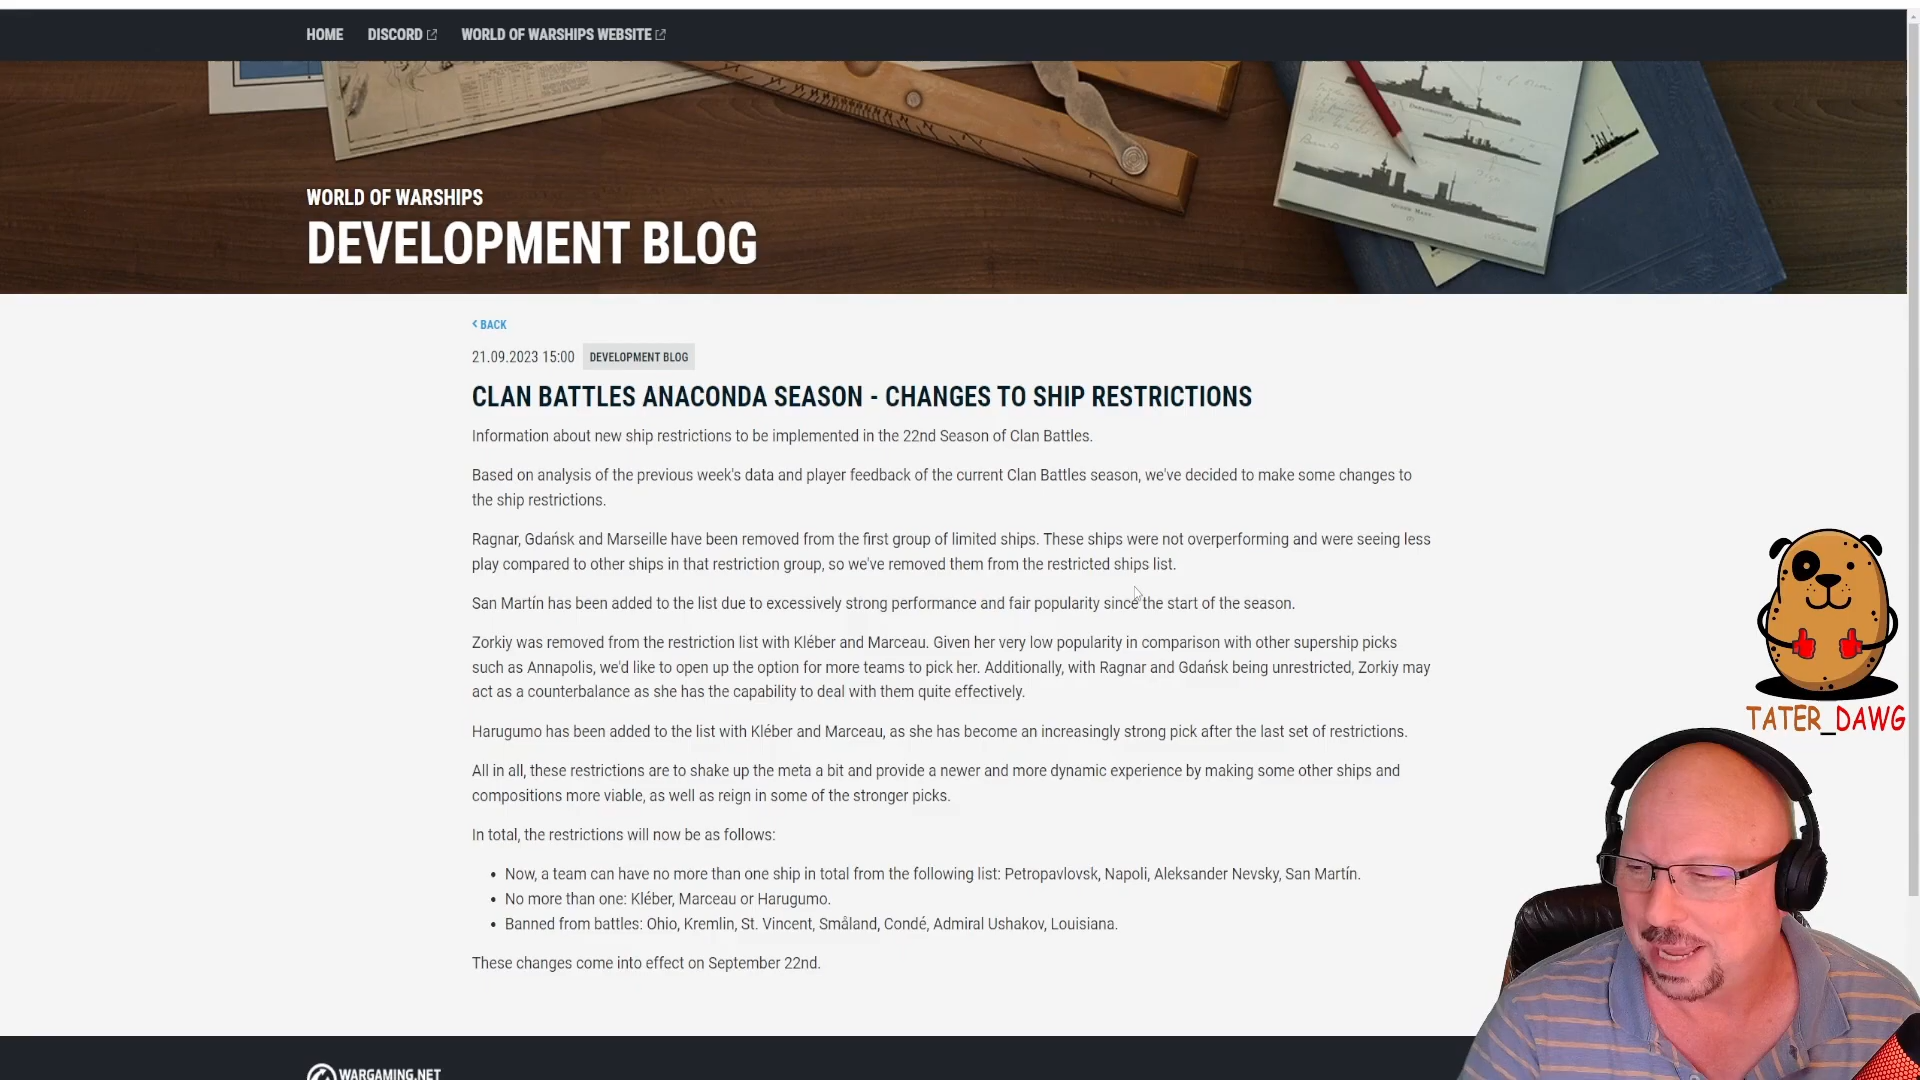 HOME DISCORD WORLD OF WARSHIPS WEBSITE
WORLD OF WARSHIPS
DEVELOPMENT BLOG
QUEEN MARY.
BACK
21.09.2023 15:00 DEVELOPMENT BLOG
CLAN BATTLES ANACONDA SEASON - CHANGES TO SHIP RESTRICTIONS
Information about new ship restrictions to be implemented in the 22nd Season of Clan Battles.
Based on analysis of the previous week's data and player feedback of the current Clan Battles season, we've decided to make some changes to
the ship restrictions.
Ragnar, Gdańsk and Marseille have been removed from the first group of limited ships. These ships were not overperforming and were seeing less
play compared to other ships in that restriction group, so we've removed them from the restricted ships list.
San Martín has been added to the list due to excessively strong performance and fair popularity since the start of the season.
Zorkiy was removed from the restriction list with Kléber and Marceau. Given her very low popularity in comparison with other supership picks
such as Annapolis, we'd like to open up the option for more teams to pick her. Additionally, with Ragnar and Gdańsk being unrestricted, Zorkiy may
act as a counterbalance as she has the capability to deal with them quite effectively.
Harugumo has been added to the list with Kléber and Marceau, as she has become an increasingly strong pick after the last set of restrictions.
All in all, these restrictions are to shake up the meta a bit and provide a newer and more dynamic experience by making some other ships and
compositions more viable, as well as reign in some of the stronger picks.
In total, the restrictions will now be as follows:
• Now, a team can have no more than one ship in total from the following list: Petropavlovsk, Napoli, Aleksander Nevsky, San Martín.
• No more than one: Kléber, Marceau or Harugumo.
• Banned from battles: Ohio, Kremlin, St. Vincent, Småland, Condé, Admiral Ushakov, Louisiana.
These changes come into effect on September 22nd.
TATER_DAWG
WARGAMING.NET